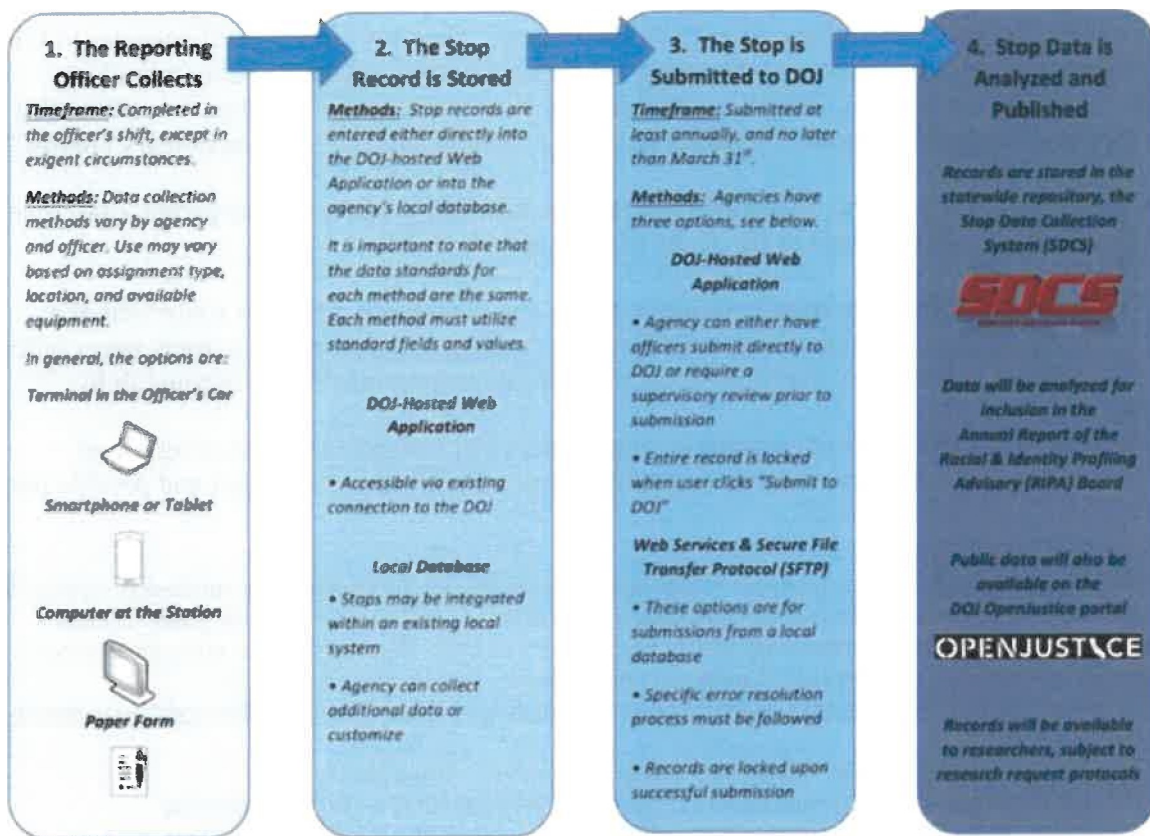 1. The Reporting
Officer Collects
Timeframe: Completed in
the officer's shift, except in
exigent circumstances.
Methods: Data collection
methods vary by agency
and officer. Use may vary
based on assignment type,
location, and available
equipment.
In general, the options are:
Terminal in the Officer's Car
Smartphone or Tablet
Computer at the Station
Paper Form
2. The Stop
Record is Stored
Methods: Stop records are
entered either directly into
the DOJ-hosted Web
Application or into the
agency's local database.
It is important to note that
the data standards for
each method are the same.
Each method must utilize
standard fields and values.
DOJ-Hosted Web
Application
• Accessible via existing
connection to the DOJ
Local Database
• Stops may be integrated
within an existing local
system
• Agency can collect
additional data or
customize
3. The Stop is
Submitted to DOJ
Timeframe: Submitted at
least annually, and no later
than March 31st.
Methods: Agencies have
three options, see below.
DOJ-Hosted Web
Application
• Agency can either have
officers submit directly to
DOJ or require a
supervisory review prior to
submission
• Entire record is locked
when user clicks "Submit to
DOJ"
Web Services & Secure File
Transfer Protocol (SFTP)
• These options are for
submissions from a local
database
• Specific error resolution
process must be followed
• Records are locked upon
successful submission
4. Stop Data is
Analyzed and
Published
Records are stored in the
statewide repository, the
Stop Data Collection
System (SDCS)
SDCS
Data will be analyzed for
inclusion in the
Annual Report of the
Racial & Identity Profiling
Advisory (RIPA) Board
Public data will also be
available on the
DOJ OpenJustice portal
OPENJUSTICE
Records will be available
to researchers, subject to
research request protocols